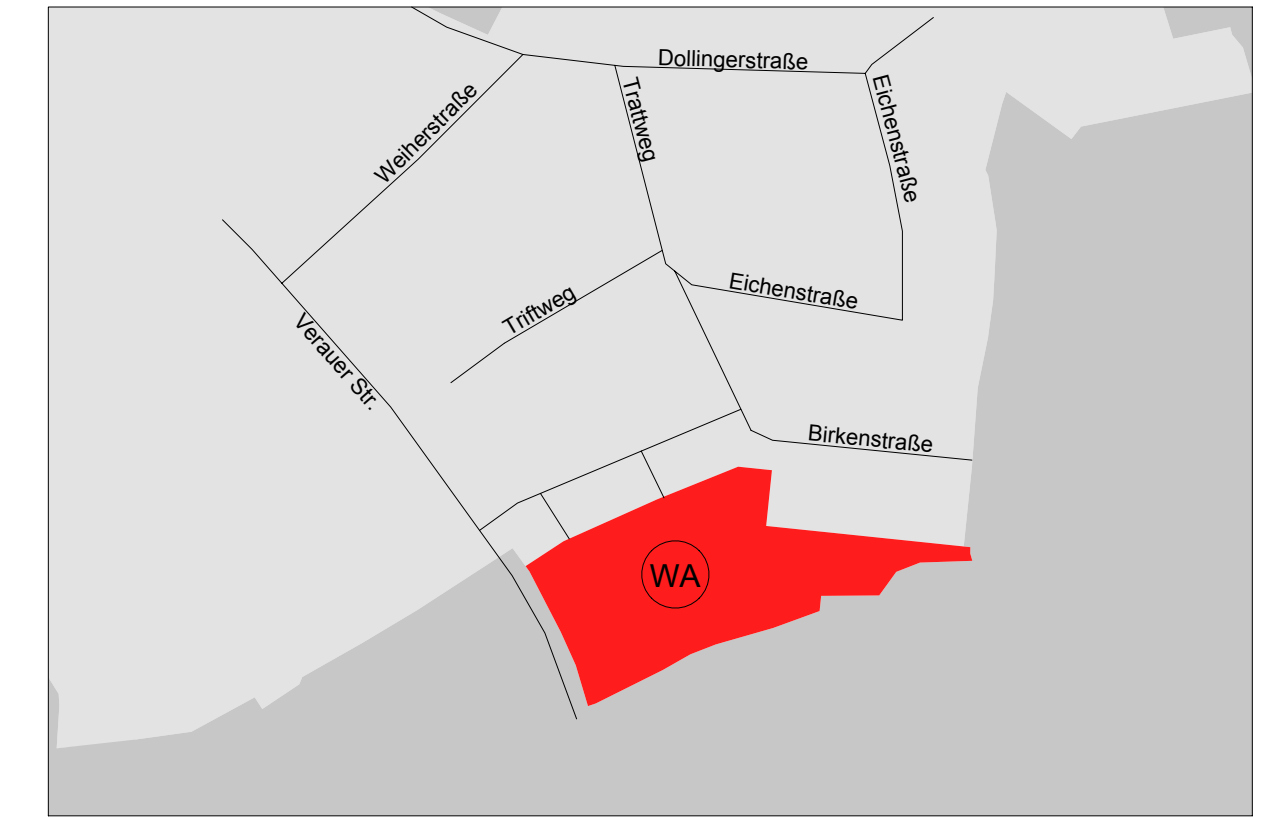 Dollingerstraße
Trattweg
Eichenstraße
Weiherstraße
Eichenstraße
Triftweg
Verauer Str.
Birkenstraße
WA